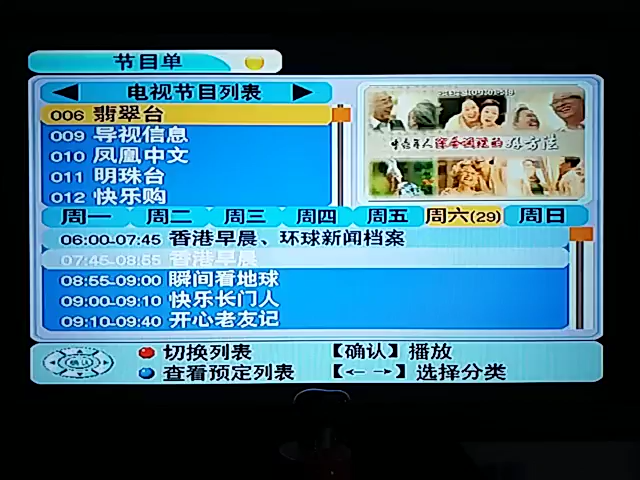 节目单
电视节目列表
006 翡翠台
009 导视信息
010 凤凰中文
011 明珠台
012 快乐购
周一 周二 周三 周四 周五 周六(29) 周日
06:00-07:45 香港早晨、环球新闻档案
07:45-08:55 香港早晨
08:55-09:00 瞬间看地球
09:00-09:10 快乐长门人
09:10-09:40 开心老友记
确认
切换列表 【确认】播放
查看预定列表 【←→】选择分类